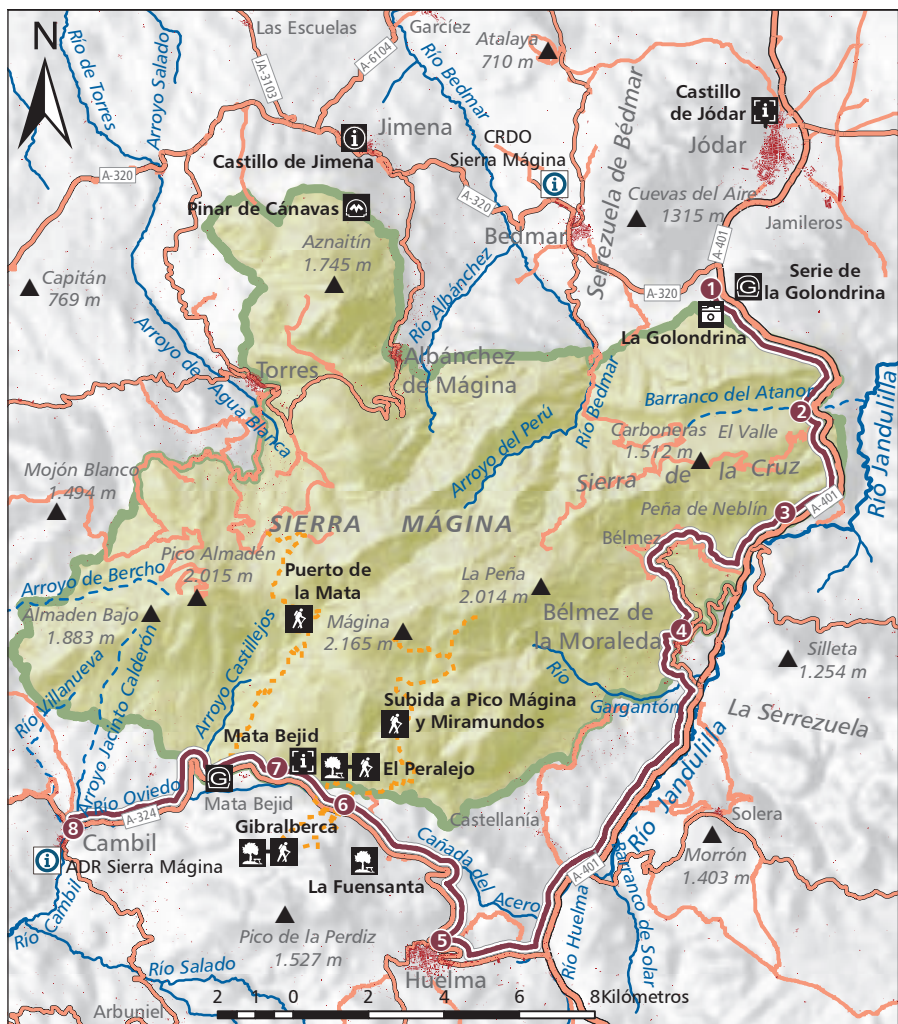 N
Las Escuelas
Garcíez
Atalaya
710 m
Río de Torres
Arroyo Salado
JA-3103
A-6104
Río Bedmar
Serrezuela de Bédmar
Castillo
de Jódar
Jódar
Jimena
Castillo de Jimena
CRDO
Sierra Mágina
A-320
A-320
Pinar de Cánavas
Aznaitín
1.745 m
Bedmar
Cuevas del Aire
1315 m
Jamileros
A-401
Capitán
769 m
A-320
1
Serie de
la Golondrina
La Golondrina
Río Albánchez
Arroyo del Agua Blanca
Torres
Albánchez
de Mágina
Río Bedmar
Barranco del Atanor
2
Río Jandulilla
Carboneras
1.512 m
El Valle
Arroyo del Perú
Sierra de la Cruz
Mojón Blanco
1.494 m
A-401
Peña de Neblín
3
SIERRA MÁGINA
Bélmez
Pico Almadén
2.015 m
Arroyo de Bercho
Puerto de
la Mata
La Peña
2.014 m
Almaden Bajo
1.883 m
Mágina
2.165 m
Bélmez de
la Moraleda
4
Silleta
1.254 m
Río Villanueva
Arroyo Jacinto Calderón
Arroyo Castillejos
Río
Gargantón
Subida a Pico Mágina
y Miramundos
La Serrezuela
Mata Bejid
7
El Peralejo
Río Jandulilla
Río Oviedo
Mata Bejid
6
A-324
8
Cambil
Gibralberca
Castellanía
Solera
ADR Sierra Mágina
La Fuensanta
Cañada del Acero
A-401
Morrón
1.403 m
Barranco de Solar
Río Cambil
Pico de la Perdiz
1.527 m
5
Huelma
Río Huelma
Río Salado
Arbuniel
2 0 2 4 6 8Kilómetros